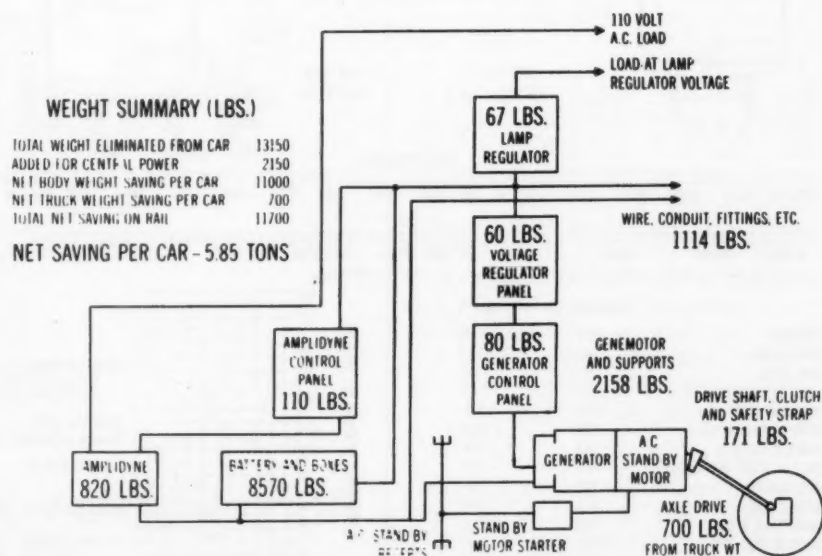 110 VOLT
A.C. LOAD
LOAD AT LAMP
REGULATOR VOLTAGE
WEIGHT SUMMARY (LBS.)
TOTAL WEIGHT ELIMINATED FROM CAR 13150
ADDED FOR CENTRAL POWER 2150
NET BODY WEIGHT SAVING PER CAR 11000
NET TRUCK WEIGHT SAVING PER CAR 700
TOTAL NET SAVING ON RAIL 11700
NET SAVING PER CAR - 5.85 TONS
67 LBS.
LAMP
REGULATOR
WIRE, CONDUIT, FITTINGS, ETC.
1114 LBS.
60 LBS.
VOLTAGE
REGULATOR
PANEL
AMPLIDYNE
CONTROL
PANEL
110 LBS.
80 LBS.
GENERATOR
CONTROL
PANEL
GENEMOTOR
AND SUPPORTS
2158 LBS.
DRIVE SHAFT, CLUTCH
AND SAFETY STRAP
171 LBS.
AMPLIDYNE
820 LBS.
BATTERY AND BOXES
8570 LBS.
GENERATOR
A C
STAND BY
MOTOR
STAND BY
STAND BY
MOTOR STARTER
AXLE DRIVE
700 LBS.
FROM TRUCK WT